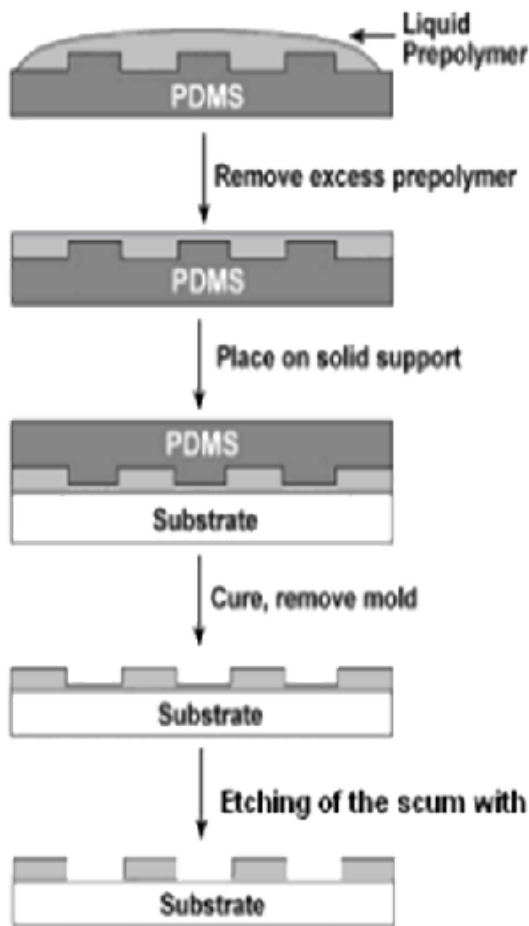 Liquid
Prepolymer
PDMS
Remove excess prepolymer
PDMS
Place on solid support
PDMS
Substrate
Cure, remove mold
Substrate
Etching of the scum with
Substrate